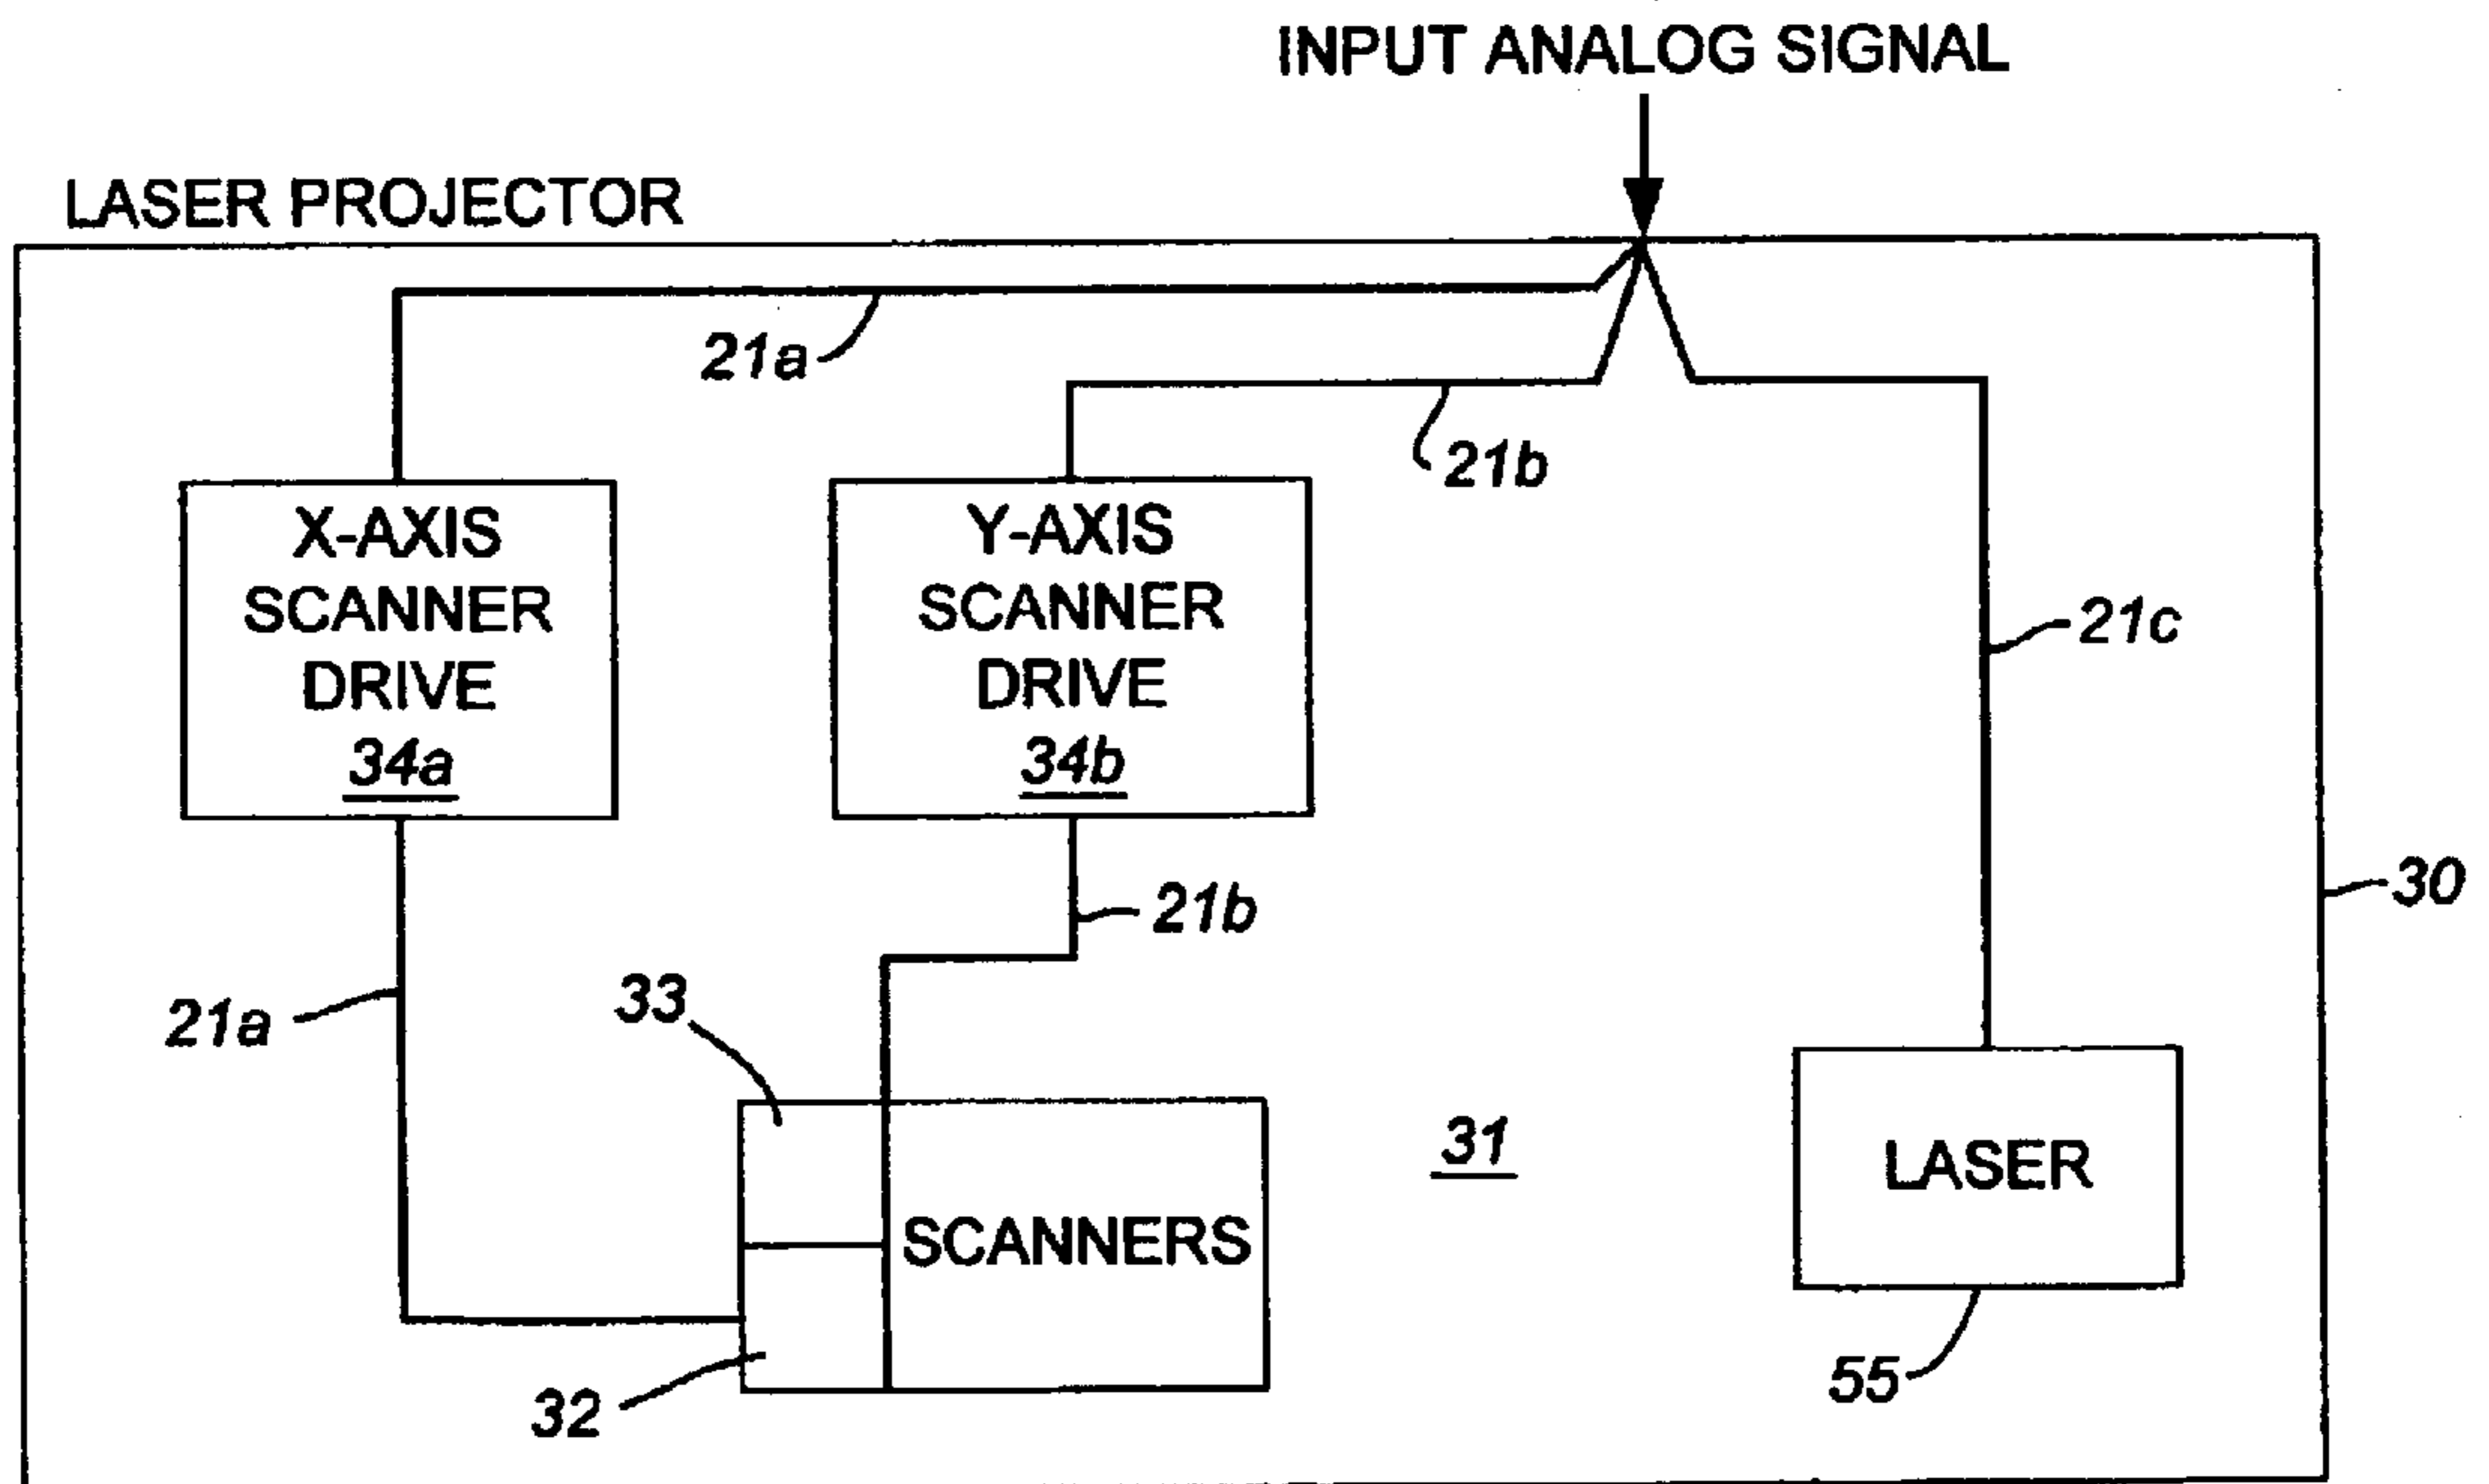 INPUT ANALOG SIGNAL
LASER PROJECTOR
21a
21b
X-AXIS
SCANNER
DRIVE
34a
Y-AXIS
SCANNER
DRIVE
34b
21c
30
21b
21a
33
31
LASER
SCANNERS
55
32